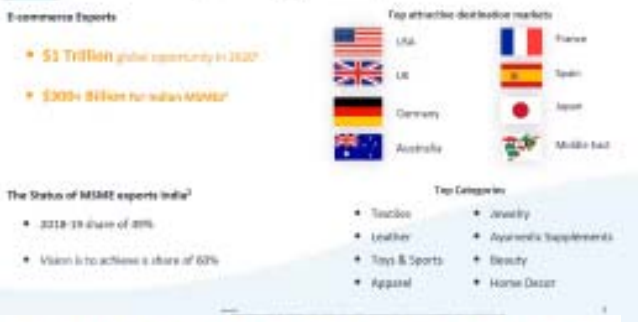 E-commerce Exports
• $1 Trillion global opportunity in 2020*
• $300+ Billion for Indian MSMEs*
Top attractive destination markets
USA
France
UK
Spain
Germany
Japan
Australia
Middle East
The Status of MSME exports India
• 2018-19 share of 49%
• Vision is to achieve a share of 60%
Top Categories
• Textiles
• Jewelry
• Leather
• Ayurvedic Supplements
• Toys & Sports
• Beauty
• Apparel
• Home Decor